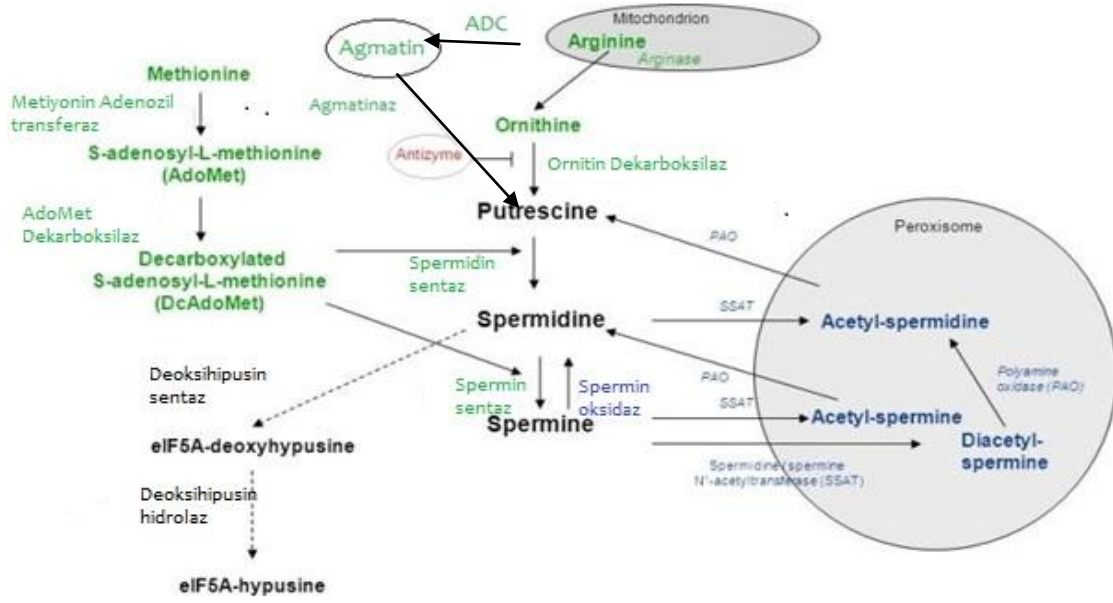 ADC
Mitochondrion
Agmatin
Arginine
Arginase
Methionine
Metiyonin Adenozil
transferaz
Agmatinaz
Ornithine
S-adenosyl-L-methionine
(AdoMet)
Antizyme
Ornitin Dekarboksilaz
AdoMet
Dekarboksilaz
Putrescine
PAO
Peroxisome
Decarboxylated
S-adenosyl-L-methionine
(DcAdoMet)
Spermidin
sentaz
Spermidine
SSAT
Acetyl-spermidine
Deoksihipusin
sentaz
Spermin
sentaz
Spermin
oksidaz
PAO
Polyamine
oxidase (PAO)
SSAT
Acetyl-spermine
Spermine
Diacetyl-
spermine
eIF5A-deoxyhypusine
Spermidine/spermine
N¹-acetyltransferase (SSAT)
Deoksihipusin
hidrolaz
eIF5A-hypusine